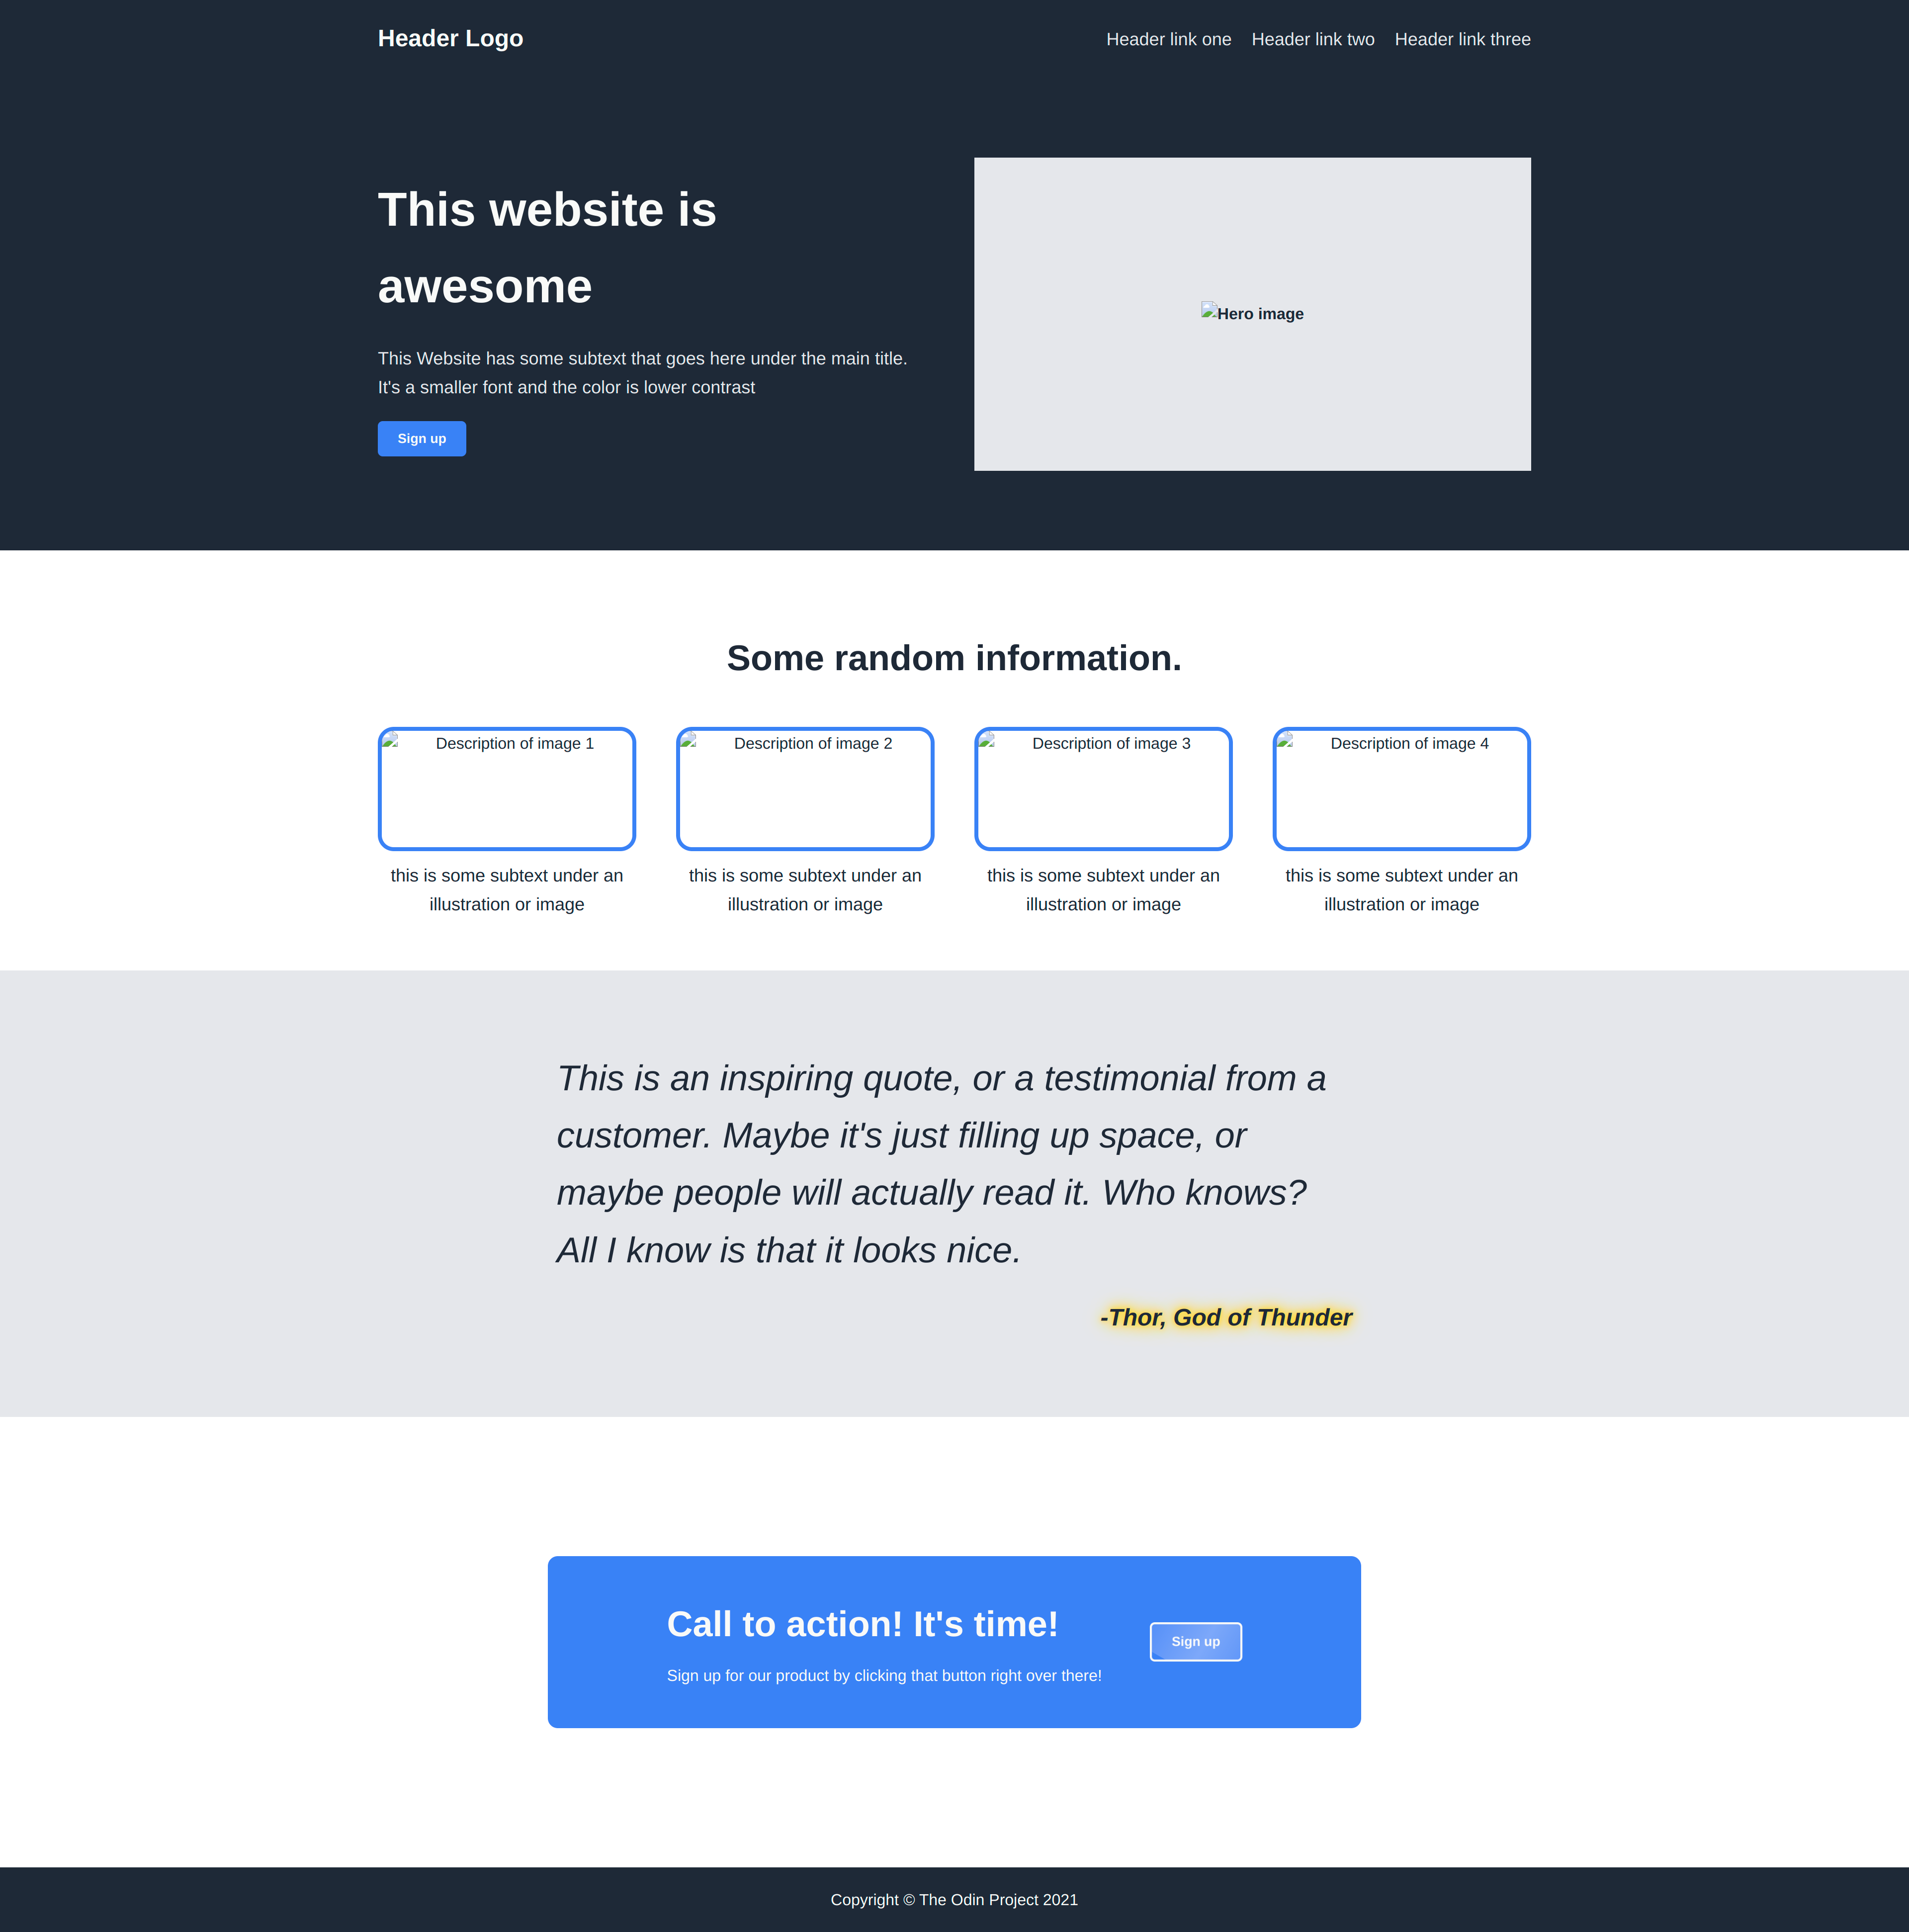 Header Logo
Header link one
Header link two
Header link three
This website is
awesome
This Website has some subtext that goes here under the main title.
It's a smaller font and the color is lower contrast
Sign up
Hero image
Some random information.
Description of image 1
this is some subtext under an
illustration or image
Description of image 2
this is some subtext under an
illustration or image
Description of image 3
this is some subtext under an
illustration or image
Description of image 4
this is some subtext under an
illustration or image
This is an inspiring quote, or a testimonial from a
customer. Maybe it's just filling up space, or
maybe people will actually read it. Who knows?
All I know is that it looks nice.
-Thor, God of Thunder
Call to action! It's time!
Sign up for our product by clicking that button right over there!
Sign up
Copyright © The Odin Project 2021